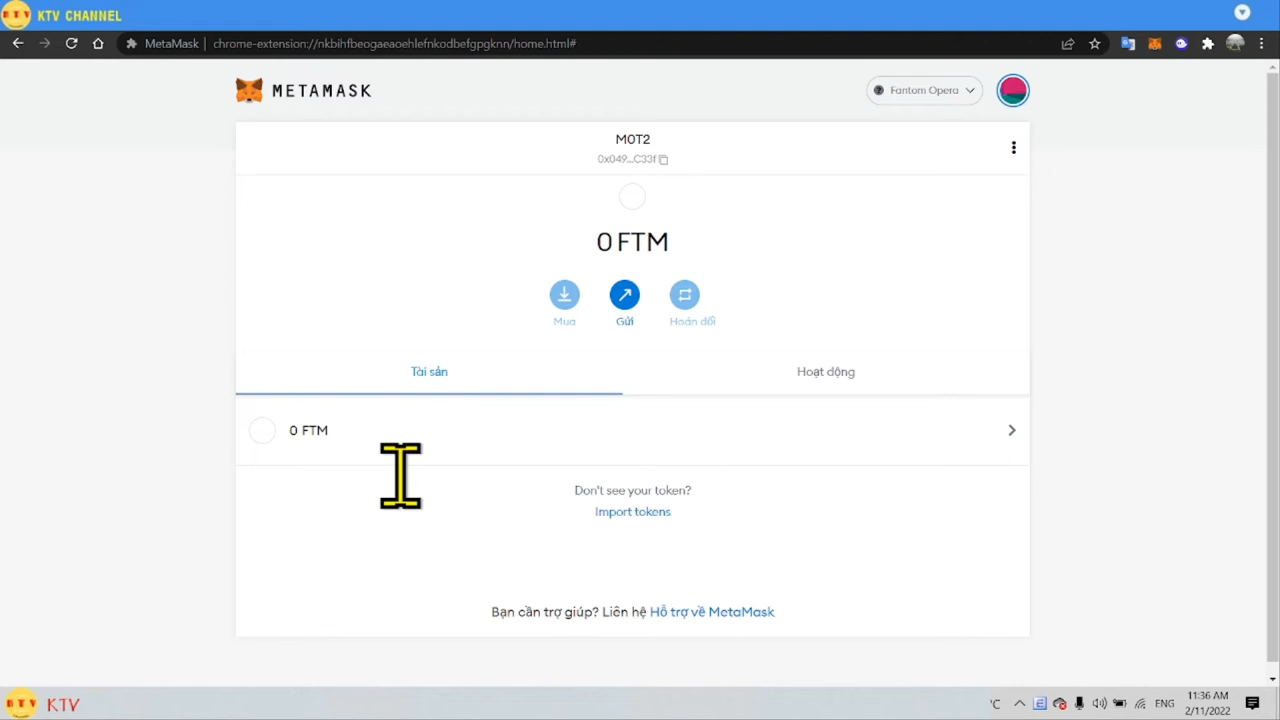 KTV KTV CHANNEL
MetaMask | chrome-extension://nkbihfbeogaeaoehlefnkodbefgpgknn/home.html#
METAMASK
Fantom Opera
MOT2
0x049...C33f
0 FTM
Mua
Gửi
Hoán đổi
Tài sản
Hoạt động
0 FTM
Don't see your token?
Import tokens
Bạn cần trợ giúp? Liên hệ Hỗ trợ về MetaMask
KTV KTV
°C
ENG
11:36 AM
2/11/2022